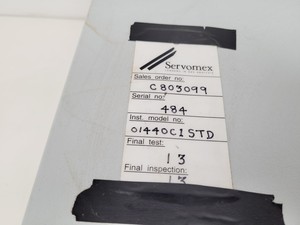 Servomex
Sales order no:
C803099
Serial no:
484
Inst. model no:
01440C1STD
Final test:
13
Final inspection:
13